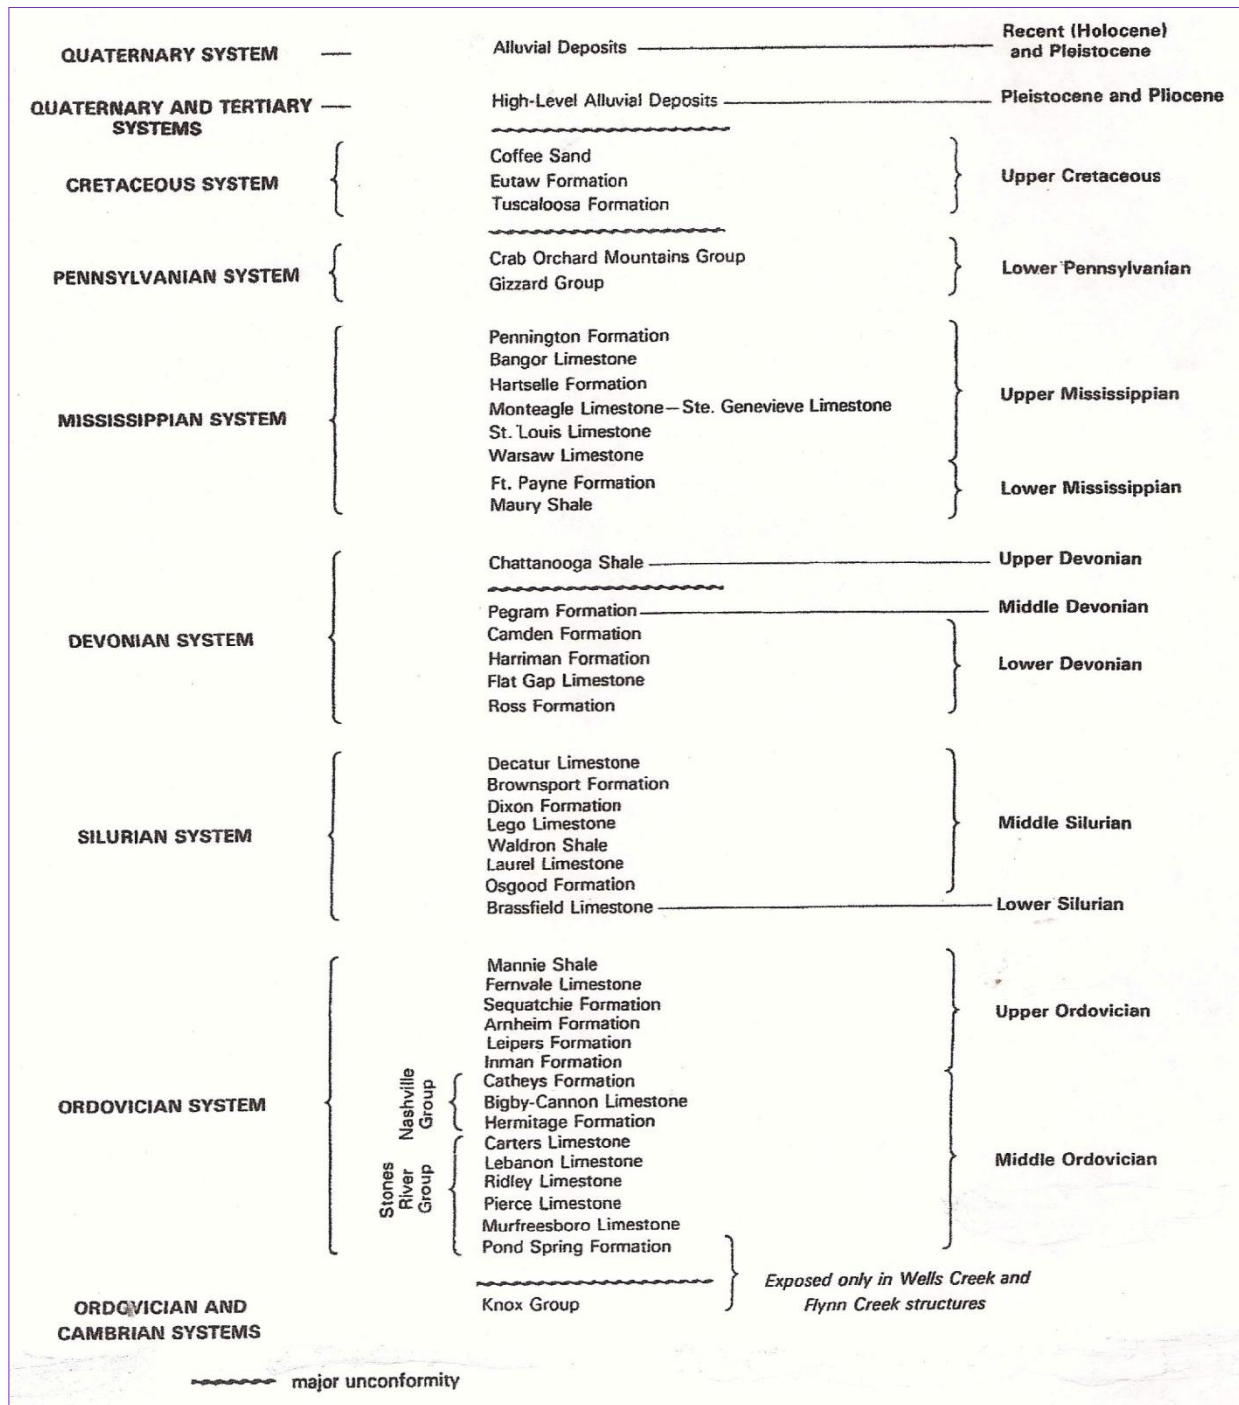 QUATERNARY SYSTEM — Alluvial Deposits — Recent (Holocene)
and Pleistocene
QUATERNARY AND TERTIARY — High-Level Alluvial Deposits — Pleistocene and Pliocene
SYSTEMS
CRETACEOUS SYSTEM
Coffee Sand
Eutaw Formation
Tuscaloosa Formation
Upper Cretaceous
PENNSYLVANIAN SYSTEM
Crab Orchard Mountains Group
Gizzard Group
Lower Pennsylvanian
MISSISSIPPIAN SYSTEM
Pennington Formation
Bangor Limestone
Hartselle Formation
Monteagle Limestone—Ste. Genevieve Limestone
St. Louis Limestone
Warsaw Limestone
Upper Mississippian
Ft. Payne Formation
Maury Shale
Lower Mississippian
DEVONIAN SYSTEM
Chattanooga Shale — Upper Devonian
Pegram Formation — Middle Devonian
Camden Formation
Harriman Formation
Flat Gap Limestone
Ross Formation
Lower Devonian
SILURIAN SYSTEM
Decatur Limestone
Brownsport Formation
Dixon Formation
Lego Limestone
Waldron Shale
Laurel Limestone
Osgood Formation
Middle Silurian
Brassfield Limestone — Lower Silurian
ORDOVICIAN SYSTEM
Mannie Shale
Fernvale Limestone
Sequatchie Formation
Arnheim Formation
Leipers Formation
Inman Formation
Upper Ordovician
Nashville
Group
Catheys Formation
Bigby-Cannon Limestone
Hermitage Formation
Stones
River
Group
Carters Limestone
Lebanon Limestone
Ridley Limestone
Pierce Limestone
Murfreesboro Limestone
Pond Spring Formation
Middle Ordovician
ORDOVICIAN AND
CAMBRIAN SYSTEMS
Knox Group
Exposed only in Wells Creek and
Flynn Creek structures
major unconformity